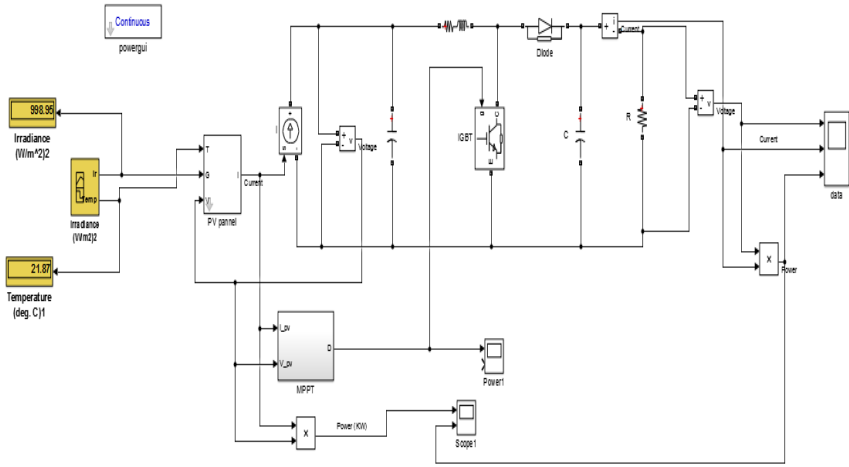 Continuous
powergui
998.95
Irradiance
(W/m^2)2
Ir
Temp
Irradiance
(W/m2)2
21.87
Temperature
(deg. C)1
T
G
V
I
PV pannel
Current
I
s
+
-
+
-
v
Voltage
g
C
E
IGBT
Diode
C
+
-
i
Current
R
+
-
v
Voltage
Current
data
×
Power
I_pv
V_pv
D
MPPT
Power1
×
Power (KW)
Scope1